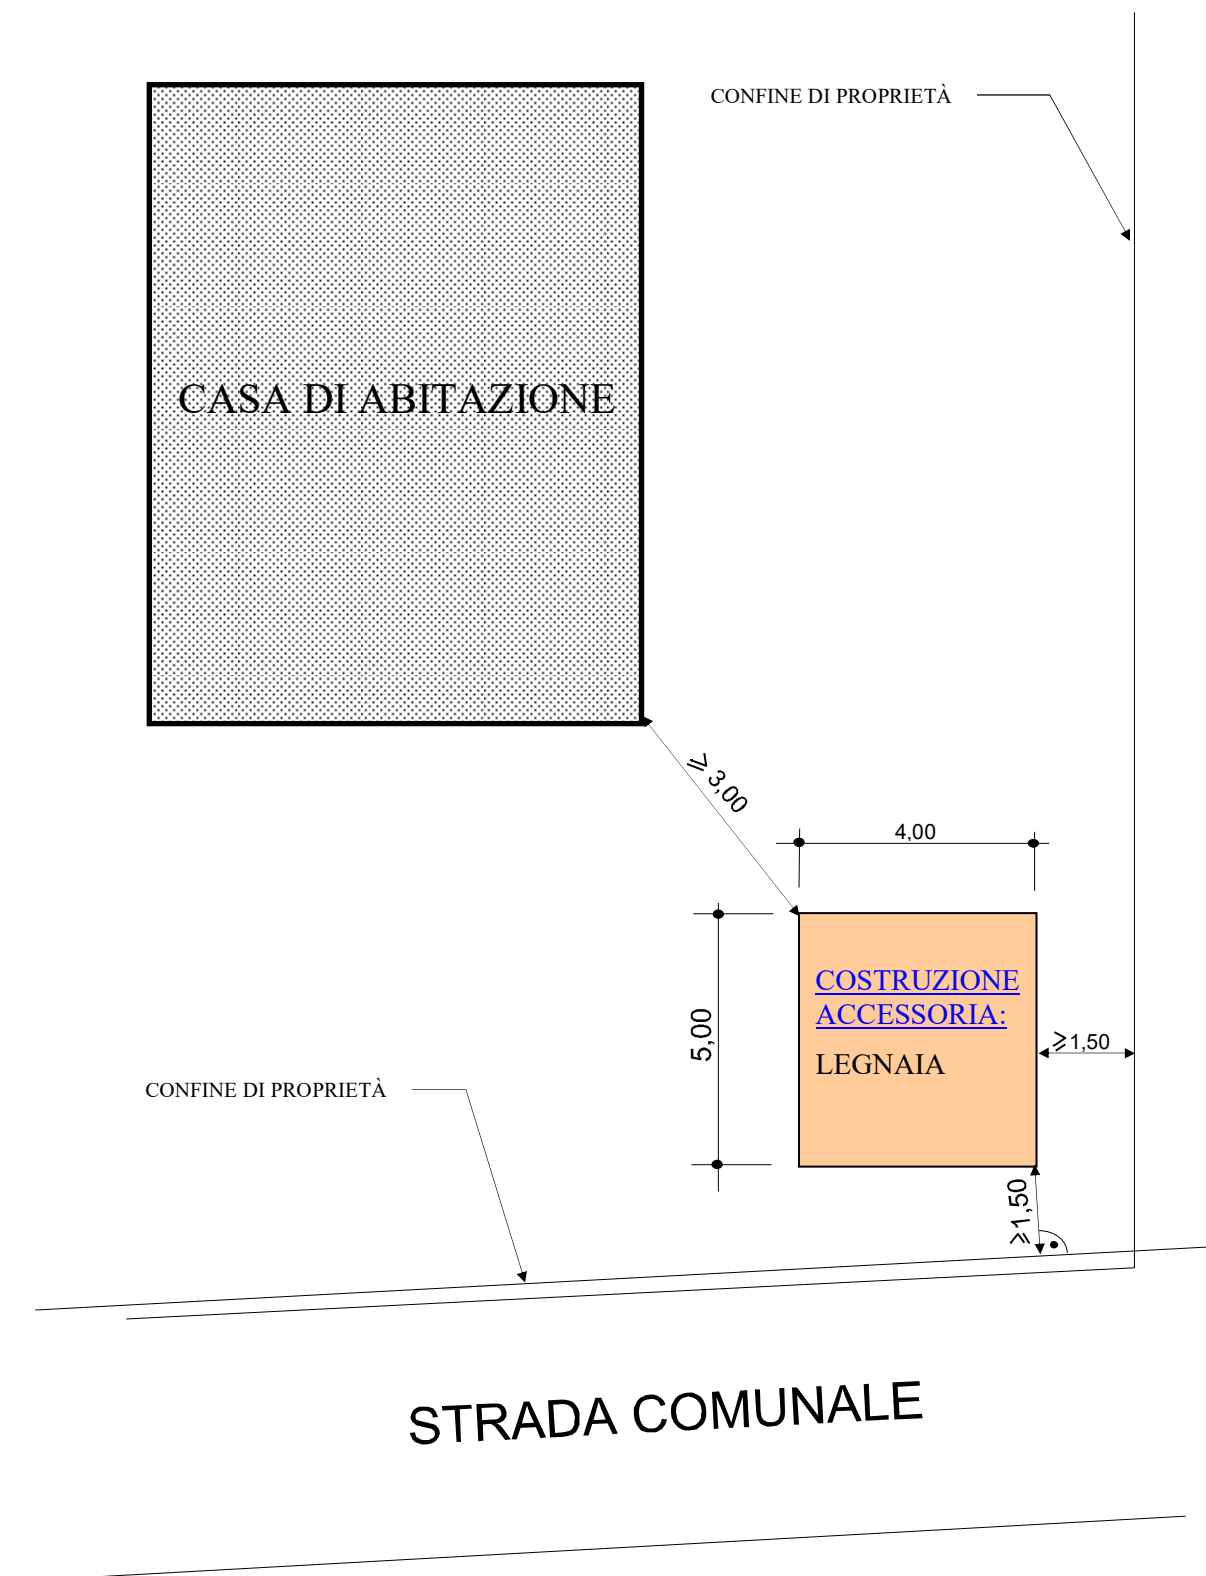 CONFINE DI PROPRIETÀ
CASA DI ABITAZIONE
⩾ 3,00
4,00
COSTRUZIONE
ACCESSORIA:
5,00
⩾1,50
LEGNAIA
CONFINE DI PROPRIETÀ
⩾1,50
STRADA COMUNALE